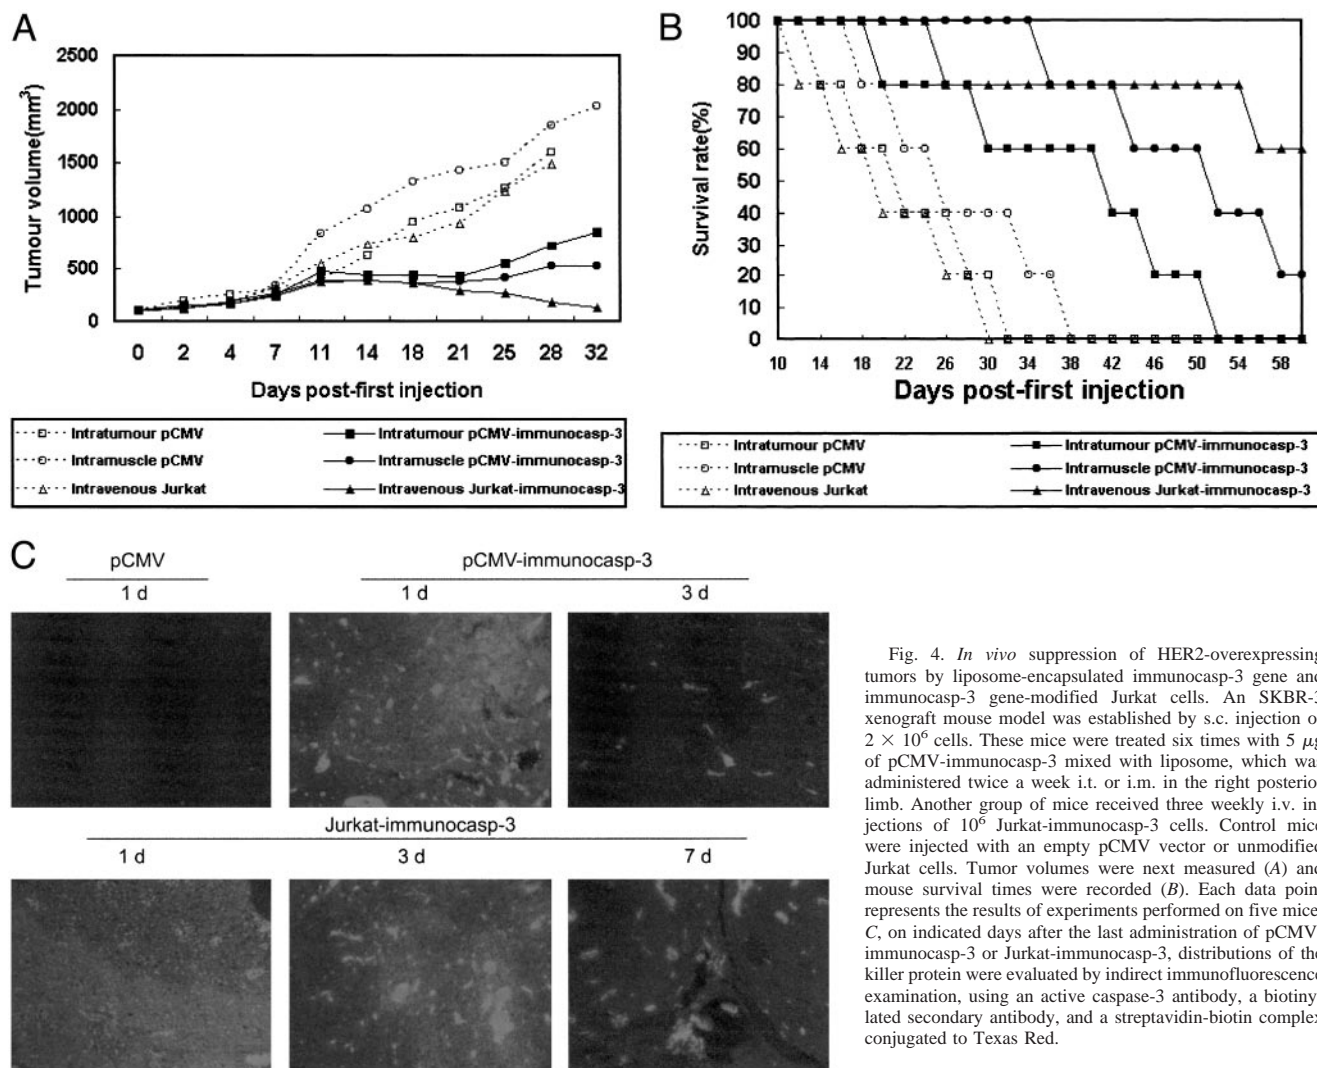 A
Tumour volume(mm3)
2500
2000
1500
1000
500
0
0 2 4 7 11 14 18 21 25 28 32
Days post-first injection
Intratumour pCMV
Intramuscle pCMV
Intravenous Jurkat
Intratumour pCMV-immunocasp-3
Intramuscle pCMV-immunocasp-3
Intravenous Jurkat-immunocasp-3
B
Survival rate(%)
100
90
80
70
60
50
40
30
20
10
0
10 14 18 22 26 30 34 38 42 46 50 54 58
Days post-first injection
Intratumour pCMV
Intramuscle pCMV
Intravenous Jurkat
Intratumour pCMV-immunocasp-3
Intramuscle pCMV-immunocasp-3
Intravenous Jurkat-immunocasp-3
C
pCMV
1 d
pCMV-immunocasp-3
1 d 3 d
Jurkat-immunocasp-3
1 d 3 d 7 d
Fig. 4. In vivo suppression of HER2-overexpressing
tumors by liposome-encapsulated immunocasp-3 gene and
immunocasp-3 gene-modified Jurkat cells. An SKBR-3
xenograft mouse model was established by s.c. injection o
2 × 10⁶ cells. These mice were treated six times with 5 μg
of pCMV-immunocasp-3 mixed with liposome, which wa
administered twice a week i.t. or i.m. in the right posterio
limb. Another group of mice received three weekly i.v. in-
jections of 10⁶ Jurkat-immunocasp-3 cells. Control mice
were injected with an empty pCMV vector or unmodified
Jurkat cells. Tumor volumes were next measured (A) and
mouse survival times were recorded (B). Each data poin
represents the results of experiments performed on five mice
C, on indicated days after the last administration of pCMV-
immunocasp-3 or Jurkat-immunocasp-3, distributions of the
killer protein were evaluated by indirect immunofluorescence
examination, using an active caspase-3 antibody, a biotiny-
lated secondary antibody, and a streptavidin-biotin complex
conjugated to Texas Red.